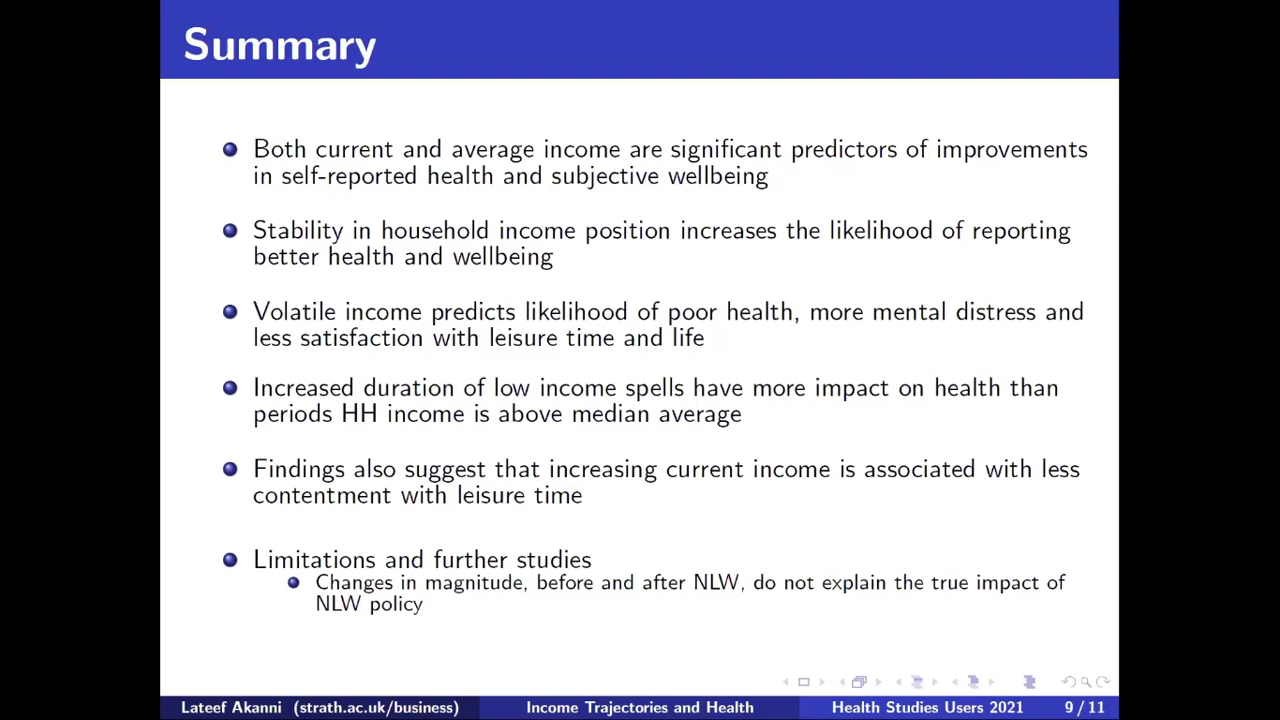 Summary
Both current and average income are significant predictors of improvements
in self-reported health and subjective wellbeing
Stability in household income position increases the likelihood of reporting
better health and wellbeing
Volatile income predicts likelihood of poor health, more mental distress and
less satisfaction with leisure time and life
Increased duration of low income spells have more impact on health than
periods HH income is above median average
Findings also suggest that increasing current income is associated with less
contentment with leisure time
Limitations and further studies
Changes in magnitude, before and after NLW, do not explain the true impact of
NLW policy
Lateef Akanni (strath.ac.uk/business) Income Trajectories and Health Health Studies Users 2021 9 / 11